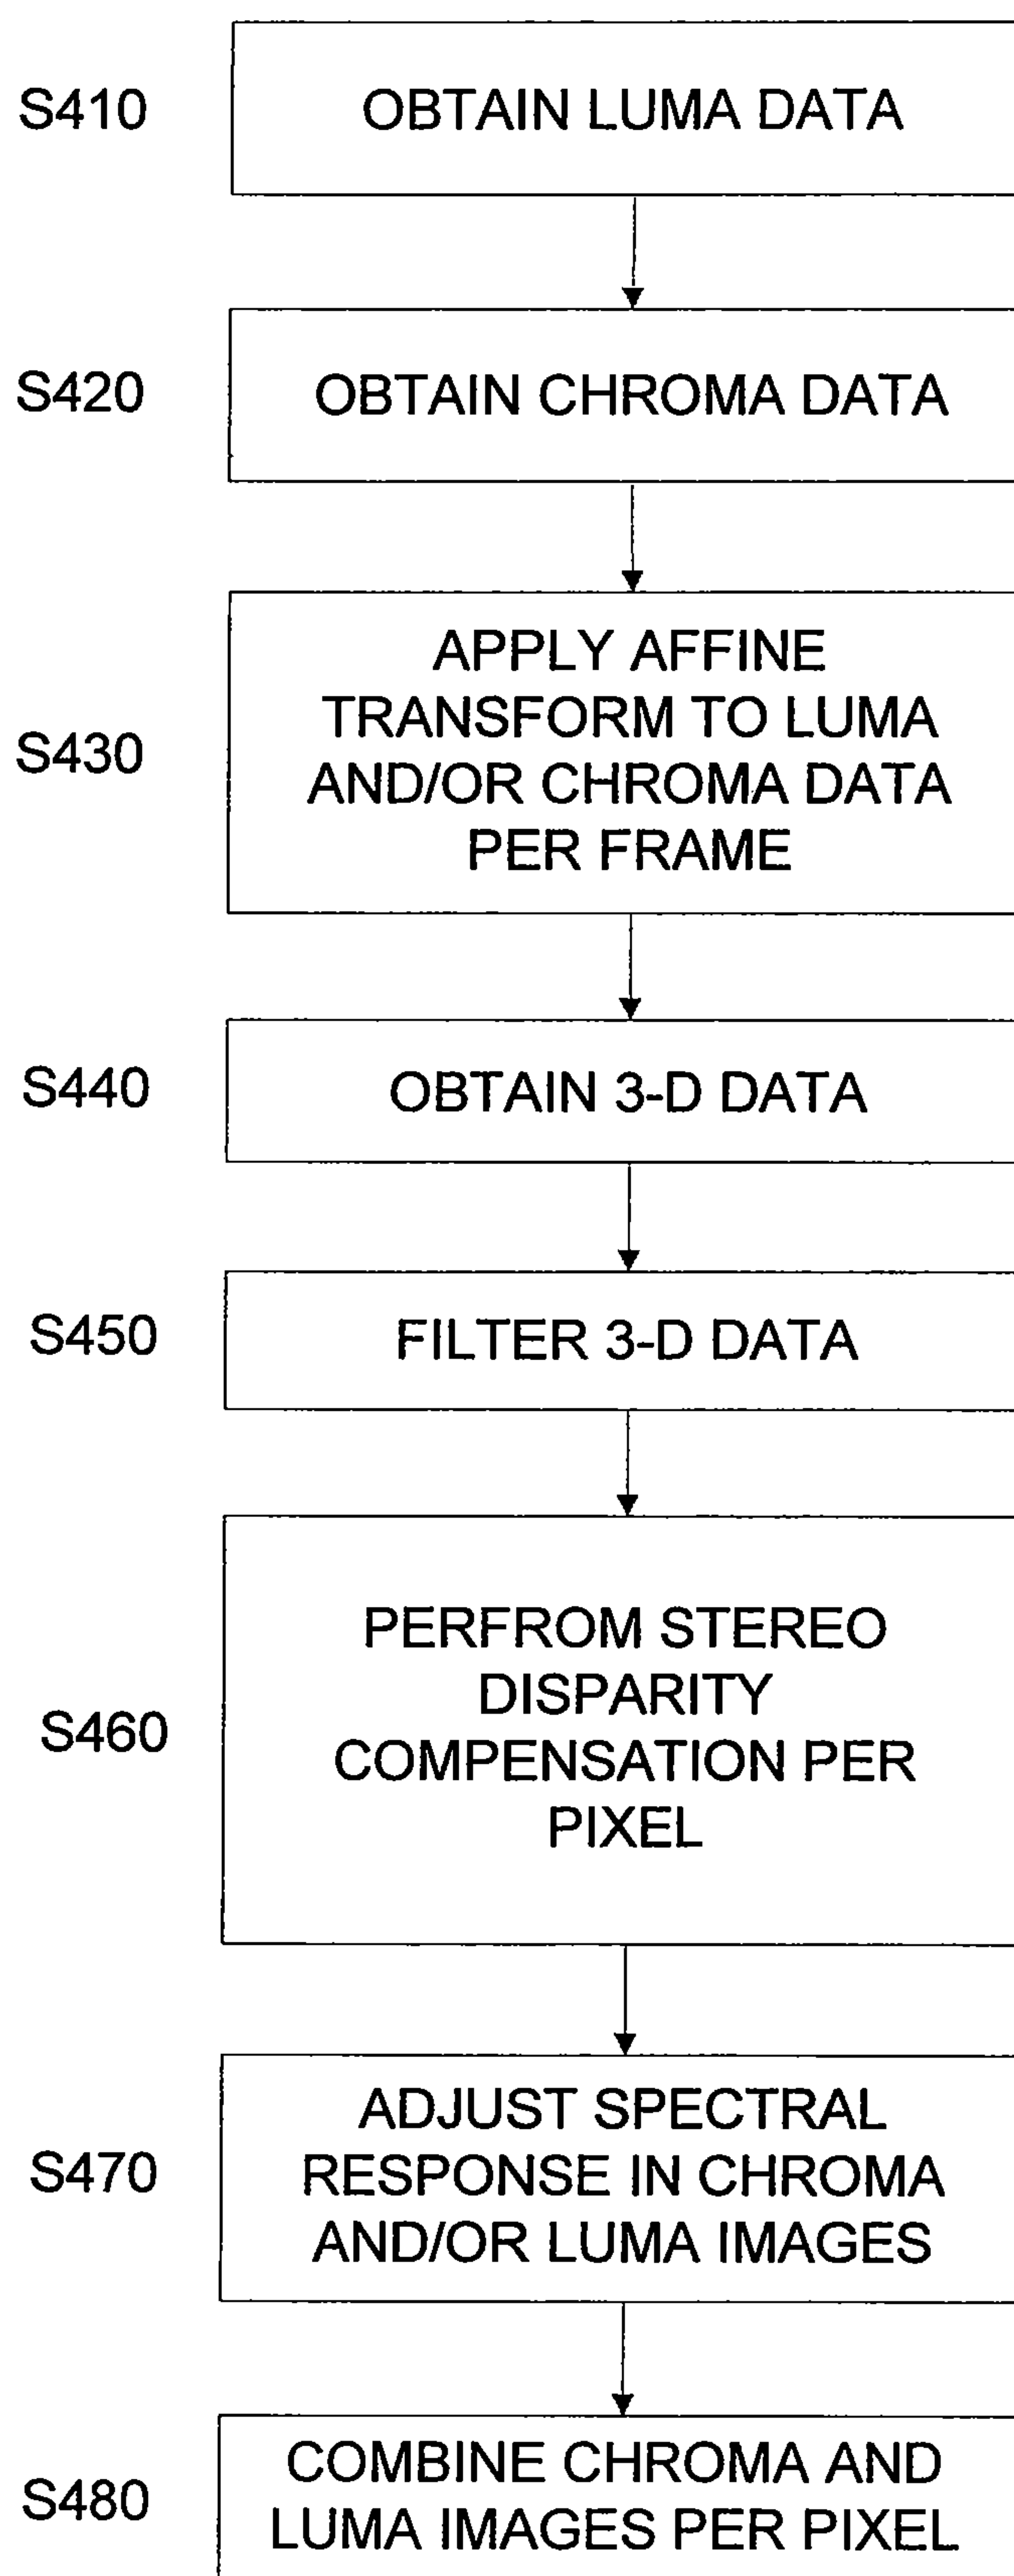 S410
OBTAIN LUMA DATA
S420
OBTAIN CHROMA DATA
S430
APPLY AFFINE
TRANSFORM TO LUMA
AND/OR CHROMA DATA
PER FRAME
S440
OBTAIN 3-D DATA
S450
FILTER 3-D DATA
S460
PERFROM STEREO
DISPARITY
COMPENSATION PER
PIXEL
S470
ADJUST SPECTRAL
RESPONSE IN CHROMA
AND/OR LUMA IMAGES
S480
COMBINE CHROMA AND
LUMA IMAGES PER PIXEL